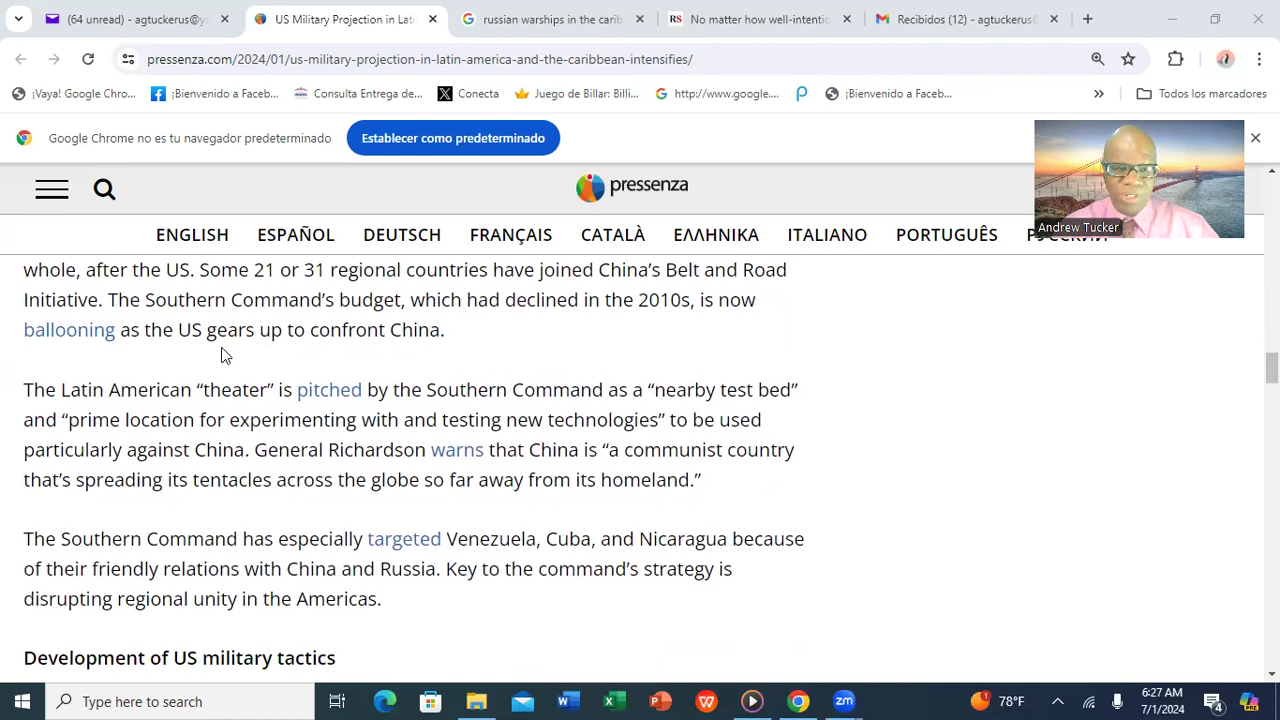 (64 unread) - agtuckerus@y
US Military Projection in Lati
russian warships in the carib
RS No matter how well-intentio
Recibidos (12) - agtuckerus@
pressenza.com/2024/01/us-military-projection-in-latin-america-and-the-caribbean-intensifies/
¡Vaya! Google Chro...
¡Bienvenido a Faceb...
Consulta Entrega de...
Conecta
Juego de Billar: Billi...
http://www.google....
¡Bienvenido a Faceb...
Todos los marcadores
Google Chrome no es tu navegador predeterminado
Establecer como predeterminado
pressenza
Andrew Tucker
ENGLISH ESPAÑOL DEUTSCH FRANÇAIS CATALÀ ΕΛΛΗΝΙΚΑ ITALIANO PORTUGUÊS РУССКИЙ
whole, after the US. Some 21 or 31 regional countries have joined China’s Belt and Road
Initiative. The Southern Command’s budget, which had declined in the 2010s, is now
ballooning as the US gears up to confront China.
The Latin American “theater” is pitched by the Southern Command as a “nearby test bed”
and “prime location for experimenting with and testing new technologies” to be used
particularly against China. General Richardson warns that China is “a communist country
that’s spreading its tentacles across the globe so far away from its homeland.”
The Southern Command has especially targeted Venezuela, Cuba, and Nicaragua because
of their friendly relations with China and Russia. Key to the command’s strategy is
disrupting regional unity in the Americas.
Development of US military tactics
Type here to search
78°F
6:27 AM
7/1/2024